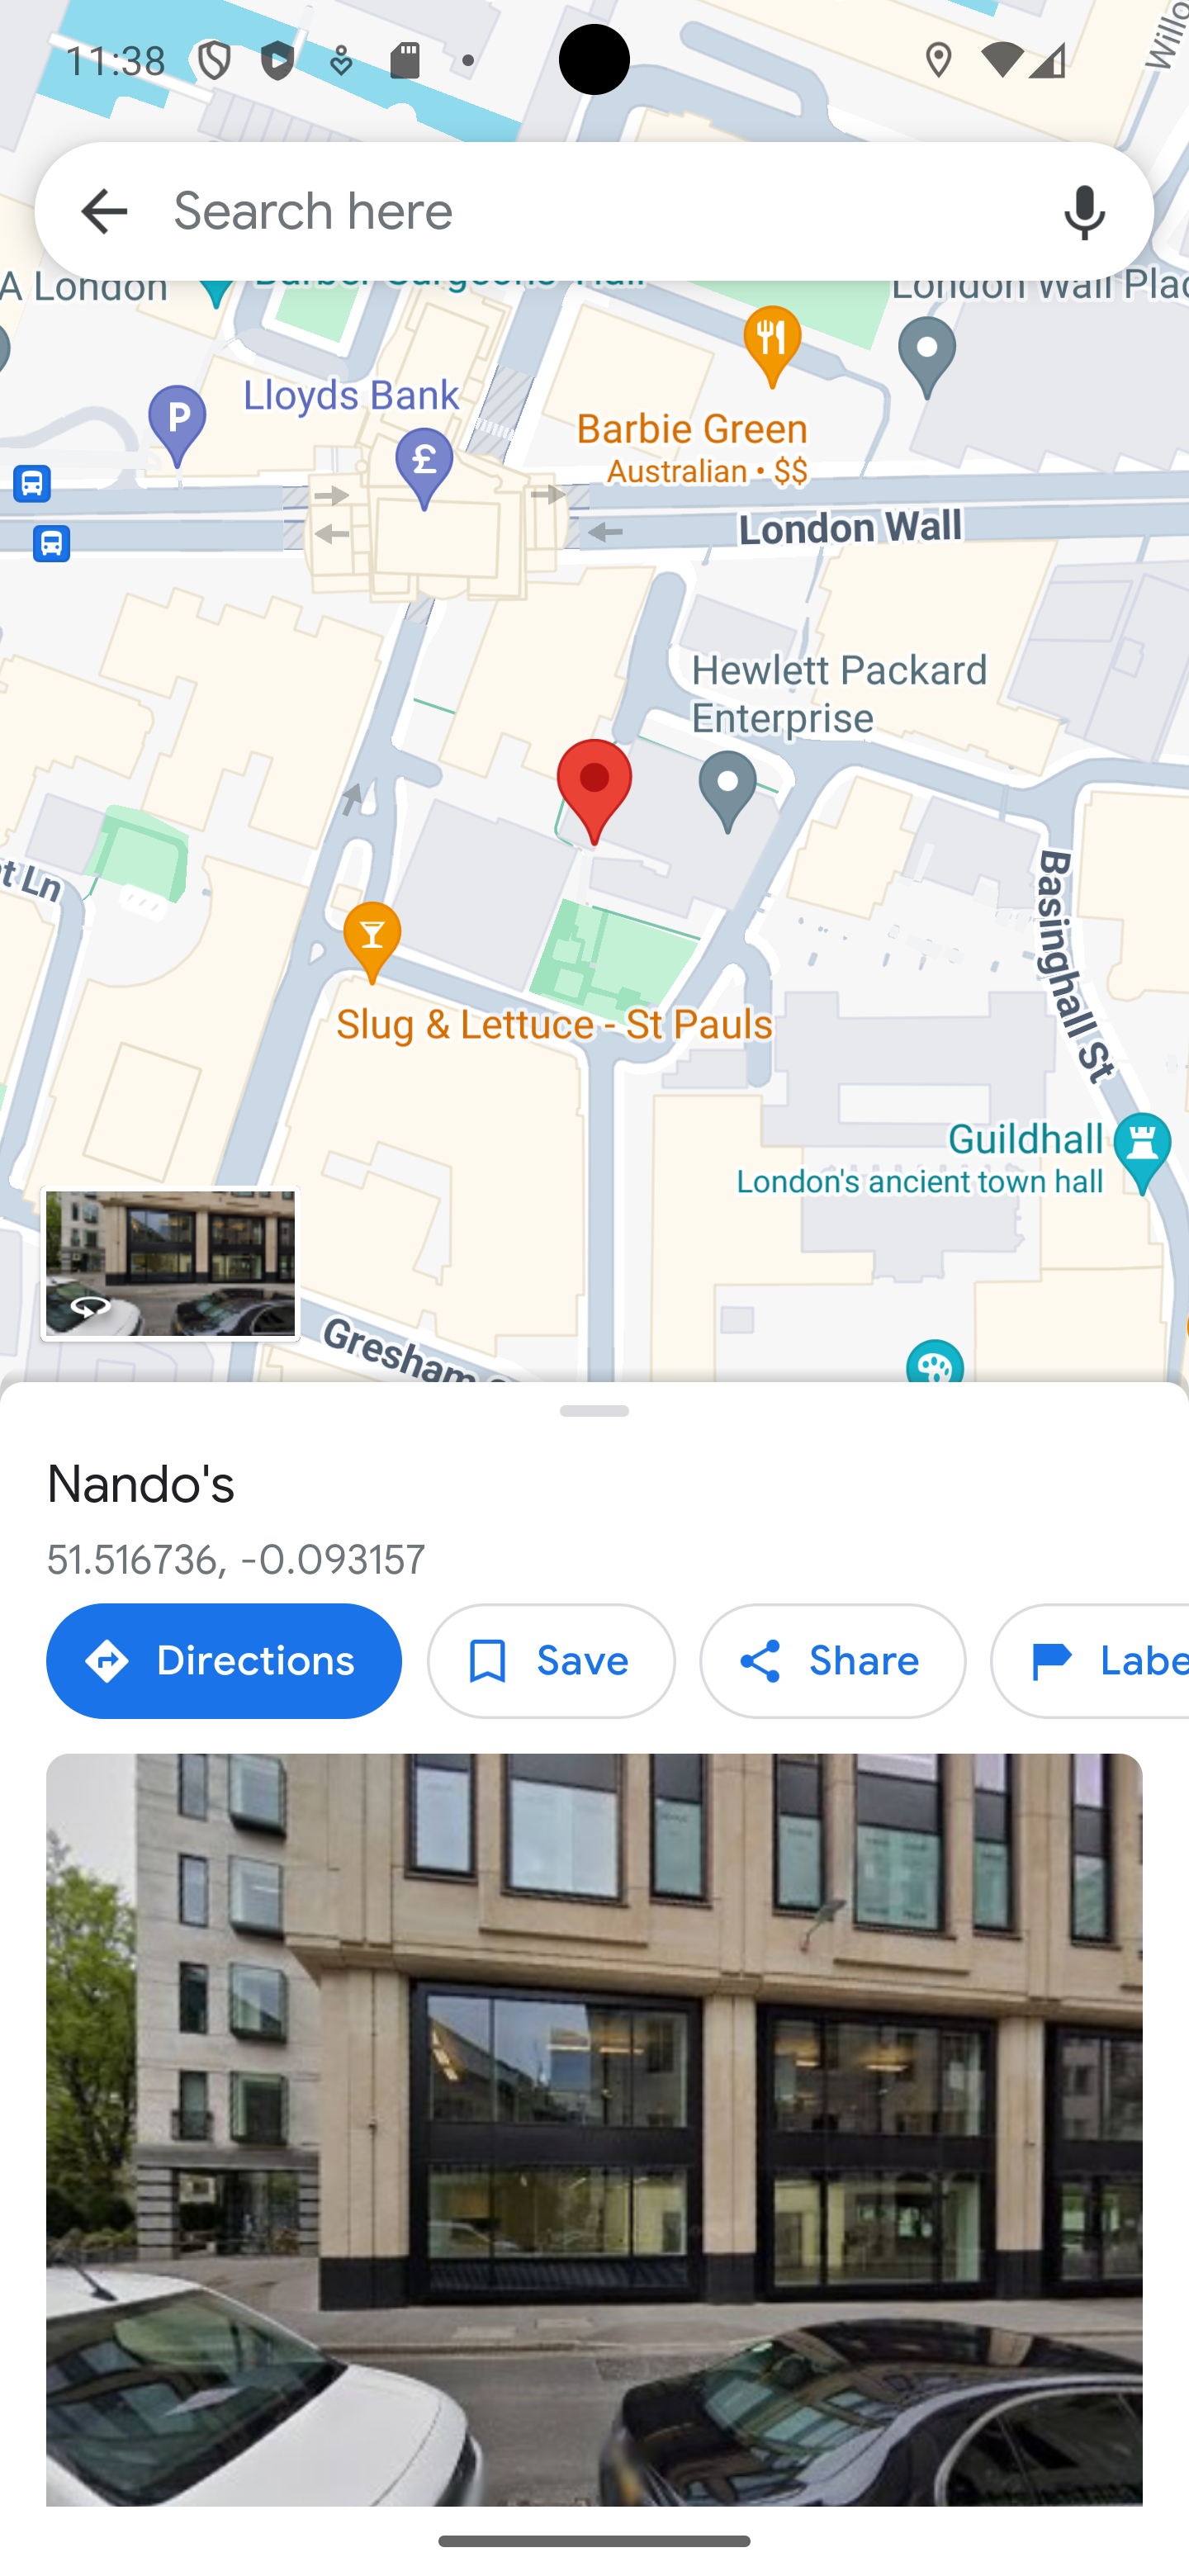 11:38
Search here
A London
London Wall Plac
Willo
Lloyds Bank
P
£
Barbie Green
Australian • $$
London Wall
Hewlett Packard
Enterprise
t Ln
Slug & Lettuce - St Pauls
Basinghall St
Guildhall
London's ancient town hall
Gresham
Nando's
51.516736, -0.093157
Directions
Save
Share
Labe